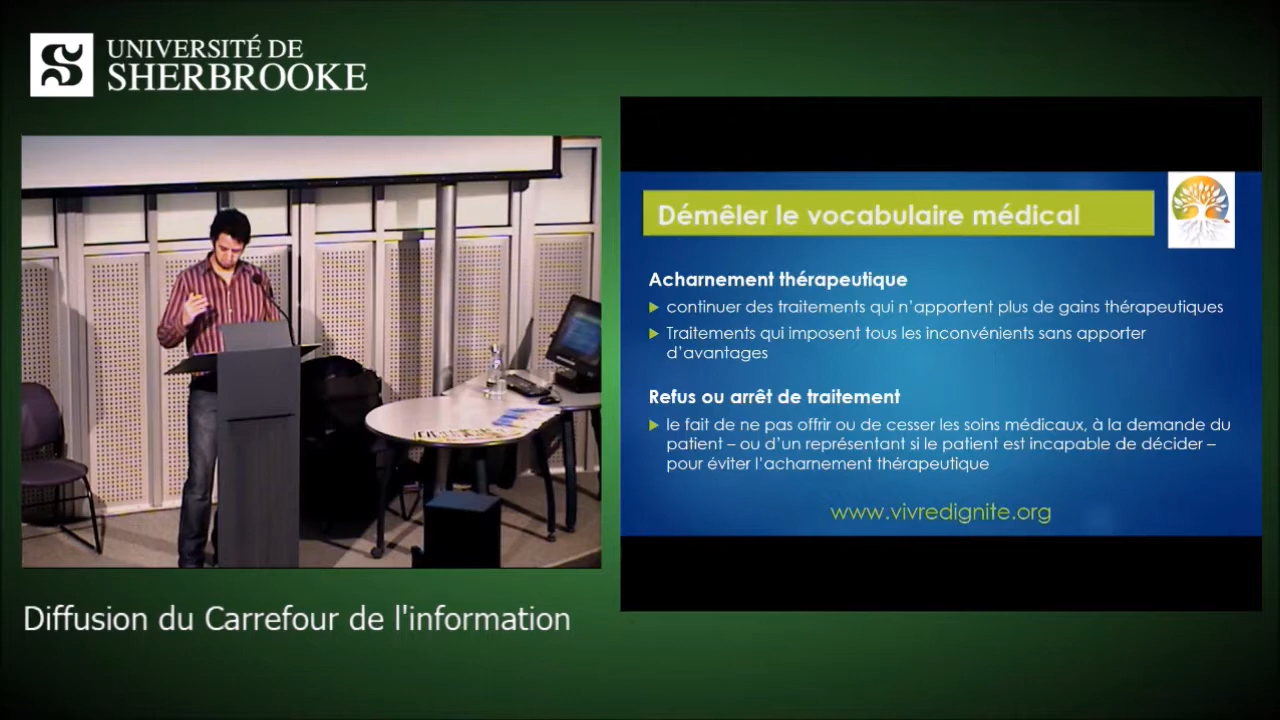 UNIVERSITÉ DE
SHERBROOKE
Démêler le vocabulaire médical
Acharnement thérapeutique
continuer des traitements qui n'apportent plus de gains thérapeutiques
Traitements qui imposent tous les inconvénients sans apporter
d'avantages
Refus ou arrêt de traitement
le fait de ne pas offrir ou de cesser les soins médicaux, à la demande du
patient – ou d'un représentant si le patient est incapable de décider –
pour éviter l'acharnement thérapeutique
www.vivredignite.org
Diffusion du Carrefour de l'information